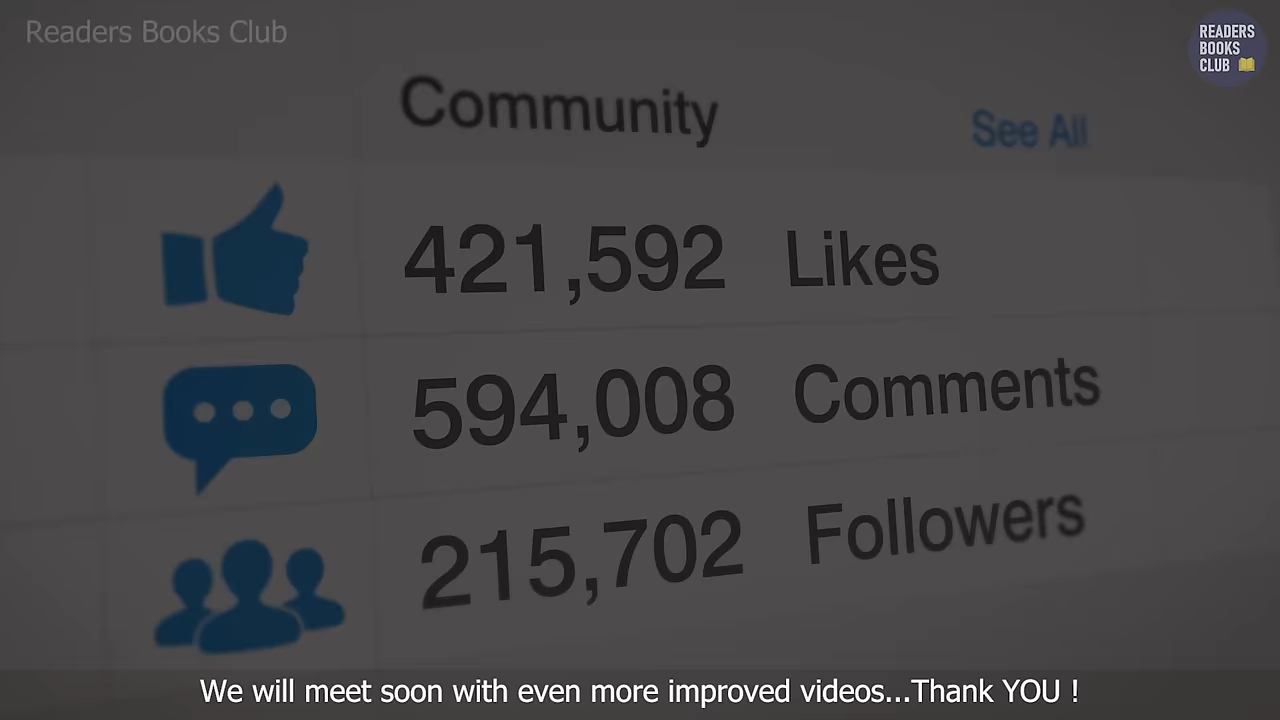 Readers Books Club
READERS
BOOKS
CLUB
Community
See All
421,592 Likes
594,008 Comments
215,702 Followers
We will meet soon with even more improved videos...Thank YOU !